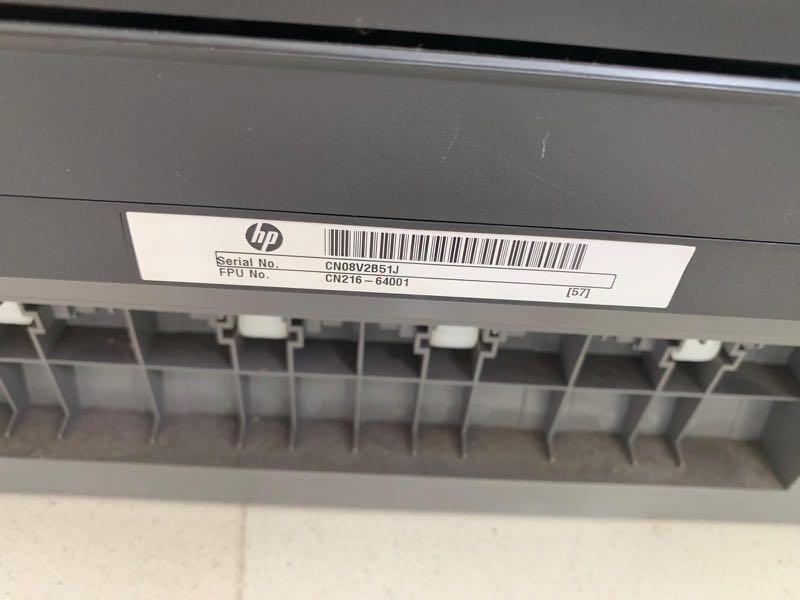 hp
Serial No. CN08V2B51J
FPU No. CN216-64001
[57]